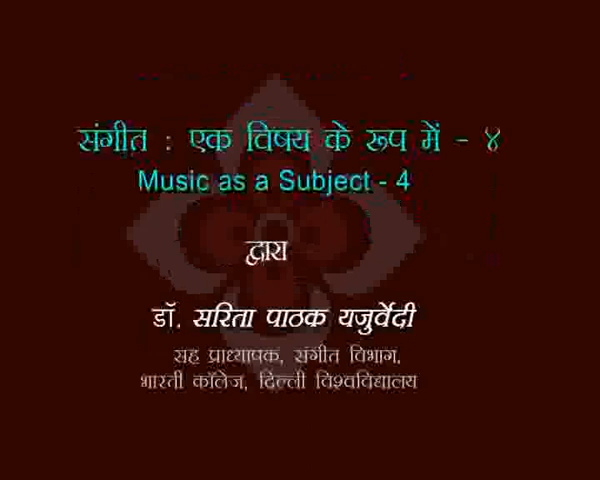 संगीत : एक विषय के रूप में - ४
Music as a Subject - 4
द्वारा
डॉ. सरिता पाठक यजुर्वेदी
सह प्राध्यापक, संगीत विभाग,
भारती कॉलेज, दिल्ली विश्वविद्यालय